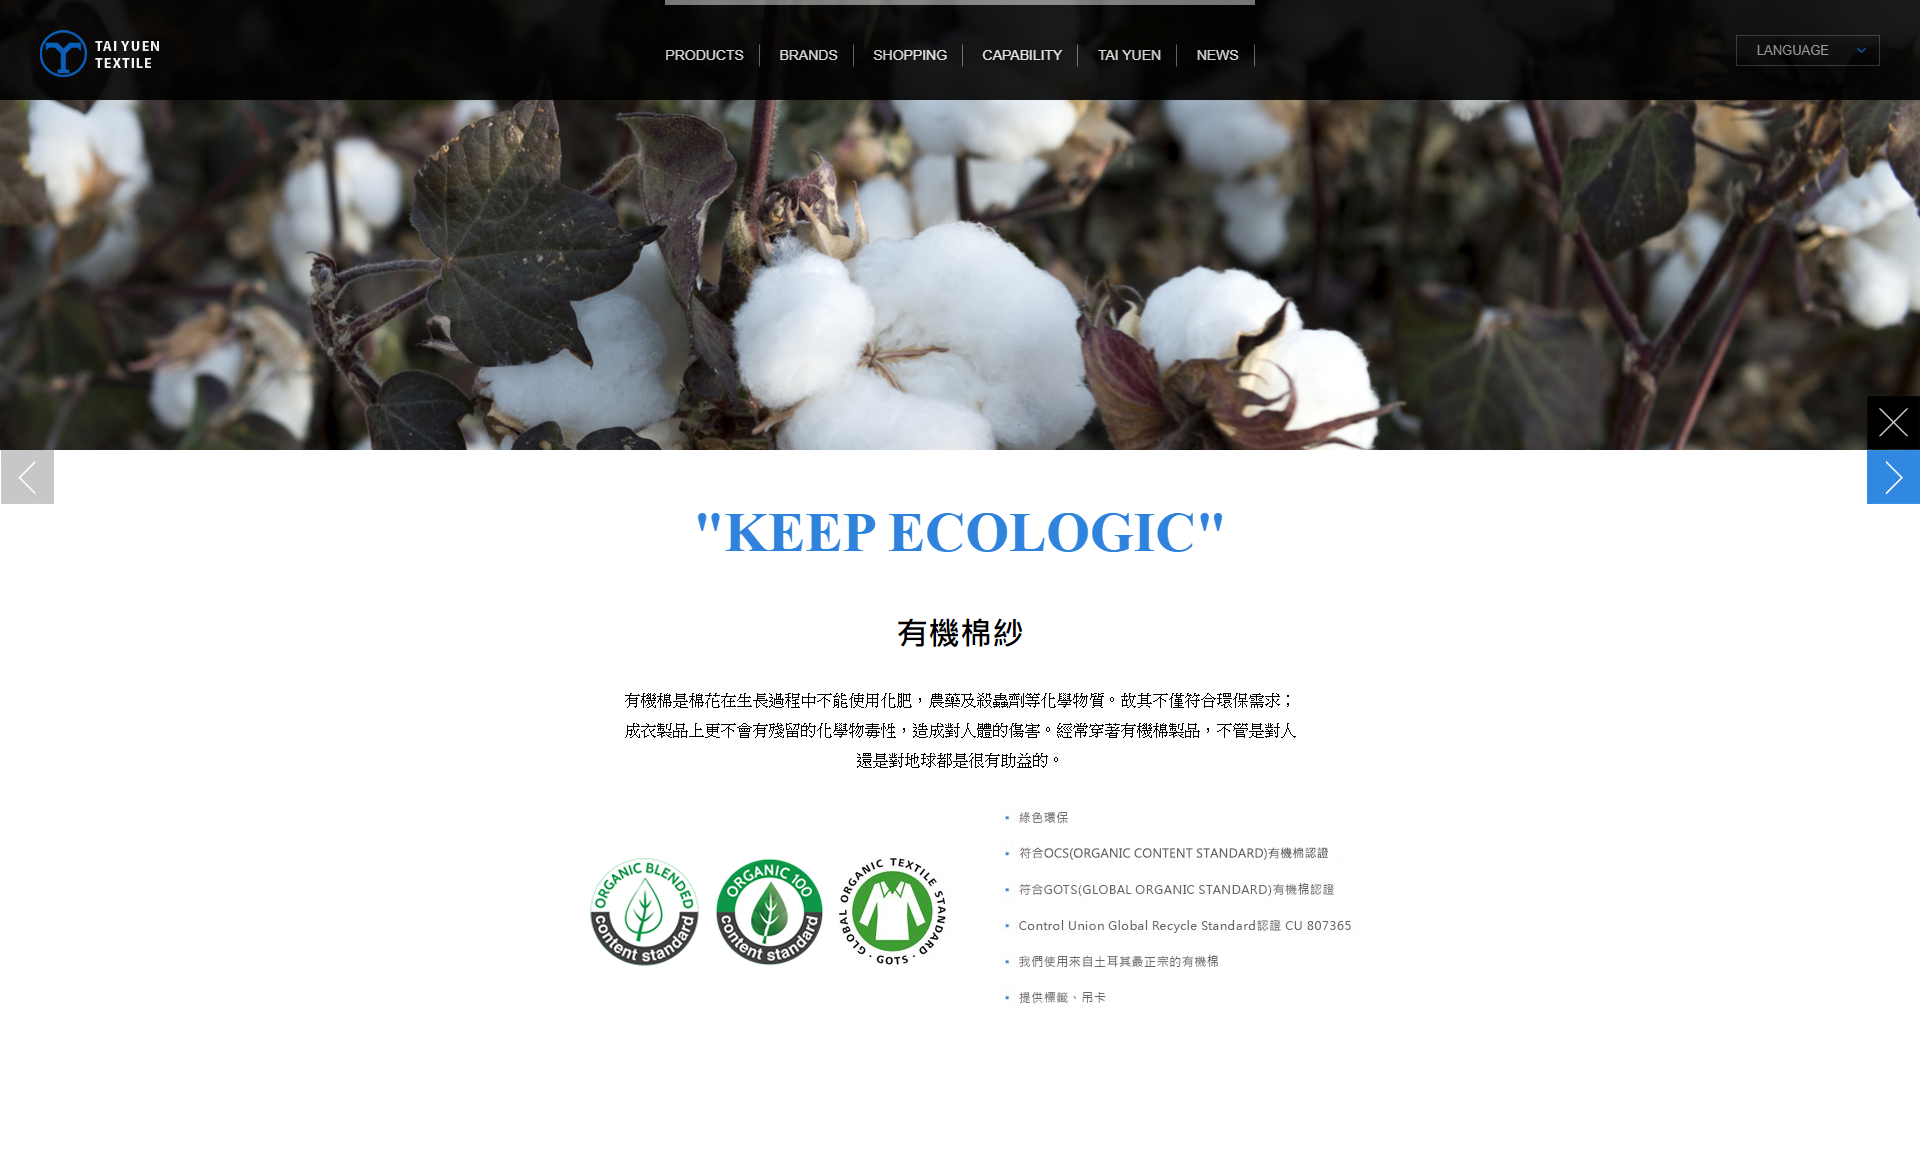 TAI YUEN
TEXTILE
PRODUCTS
BRANDS
SHOPPING
CAPABILITY
TAI YUEN
NEWS
LANGUAGE
"KEEP ECOLOGIC"
有機棉紗
有機棉是棉花在生長過程中不能使用化肥，農藥及殺蟲劑等化學物質。故其不僅符合環保需求；
成衣製品上更不會有殘留的化學物毒性，造成對人體的傷害。經常穿著有機棉製品，不管是對人
還是對地球都是很有助益的。
ORGANIC BLENDED
content standard
ORGANIC 100
content standard
GLOBAL ORGANIC TEXTILE STANDARD
· GOTS ·
綠色環保
符合OCS(ORGANIC CONTENT STANDARD)有機棉認證
符合GOTS(GLOBAL ORGANIC STANDARD)有機棉認證
Control Union Global Recycle Standard認證 CU 807365
我們使用來自土耳其最正宗的有機棉
提供標籤、吊卡